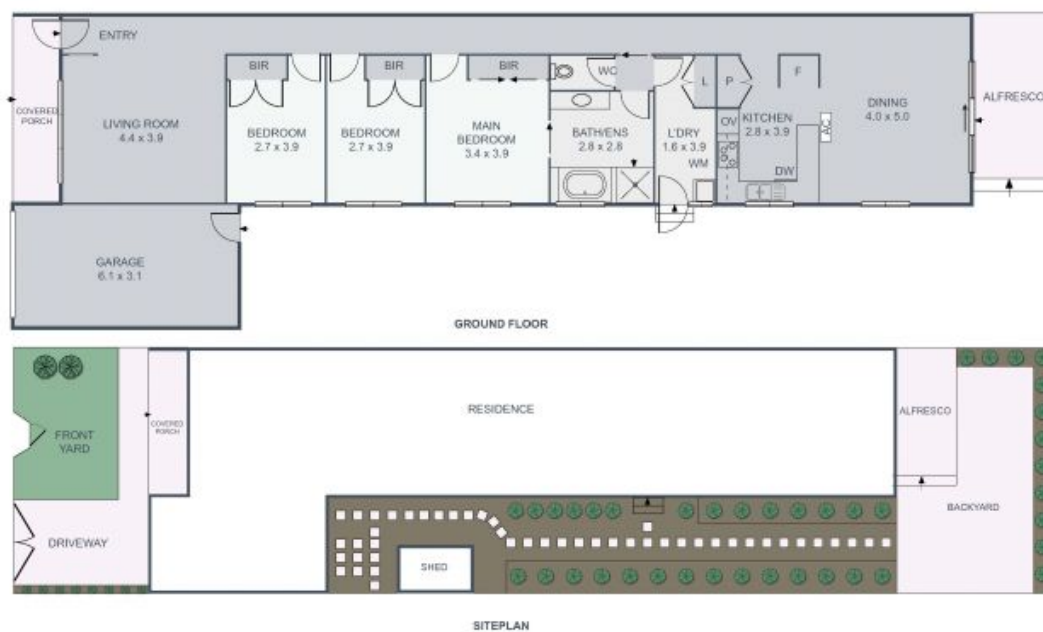 ENTRY
BIR
BIR
BIR
WC
L
P
F
COVERED
PORCH
LIVING ROOM
4.4 x 3.9
BEDROOM
2.7 x 3.9
BEDROOM
2.7 x 3.9
MAIN
BEDROOM
3.4 x 3.9
BATH/ENS
2.8 x 2.8
L'DRY
1.6 x 3.9
WM
OV
KITCHEN
2.8 x 3.9
DW
AC
DINING
4.0 x 5.0
ALFRESCO
GARAGE
6.1 x 3.1
GROUND FLOOR
FRONT
YARD
COVERED
PORCH
RESIDENCE
ALFRESCO
BACKYARD
DRIVEWAY
SHED
SITEPLAN